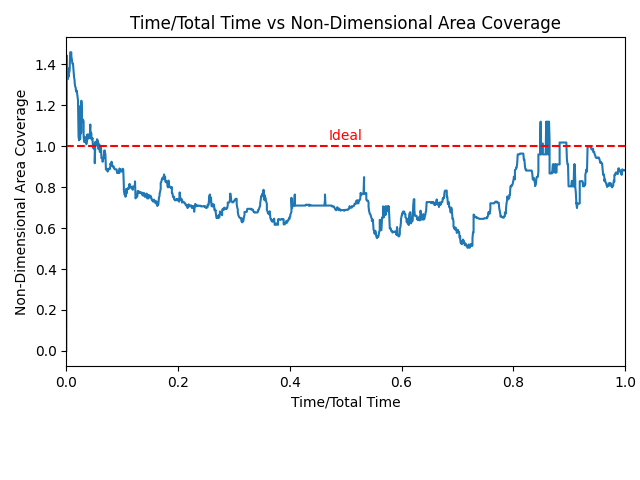 Time/Total Time vs Non-Dimensional Area Coverage
Non-Dimensional Area Coverage
1.4
1.2
1.0
0.8
0.6
0.4
0.2
0.0
Ideal
0.0 0.2 0.4 0.6 0.8 1.0
Time/Total Time